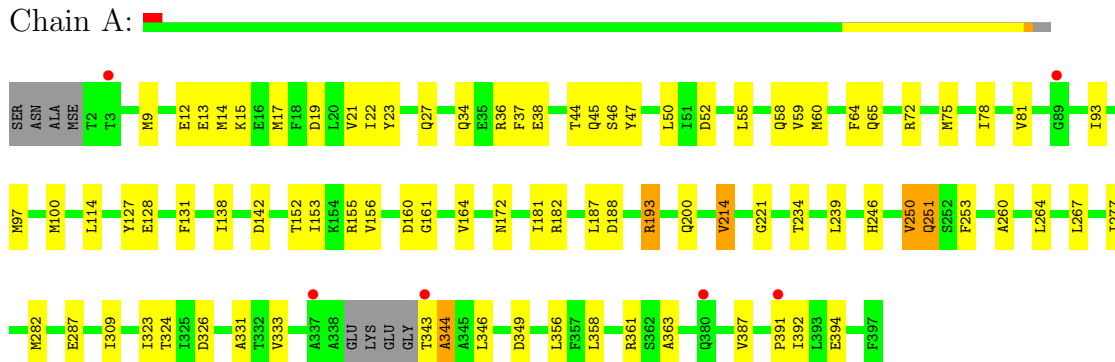 Chain A:
SER ASN ALA MSE T2 T3 M9 E12 E13 M14 K15 E16 M17 F18 D19 L20 V21 I22 Y23 Q27 Q34 E35 R36 F37 E38 T44 Q45 S46 Y47 L50 I51 D52 L55 Q58 V59 M60 F64 Q65 R72 M75 I78 V81 G89 I93
M97 M100 L114 Y127 E128 F131 I138 D142 T152 I153 K154 R155 V156 D160 G161 V164 N172 I181 R182 L187 D188 R193 Q200 V214 G221 T234 L239 H246 V250 Q251 S252 F253 A260 L264 L267
M282 E287 I309 I323 T324 I325 D326 A331 T332 V333 A337 A338 GLU LYS GLU GLY T343 A344 A345 L346 D349 L356 F357 L358 R361 S362 A363 Q380 V387 P391 I392 L393 E394 F397